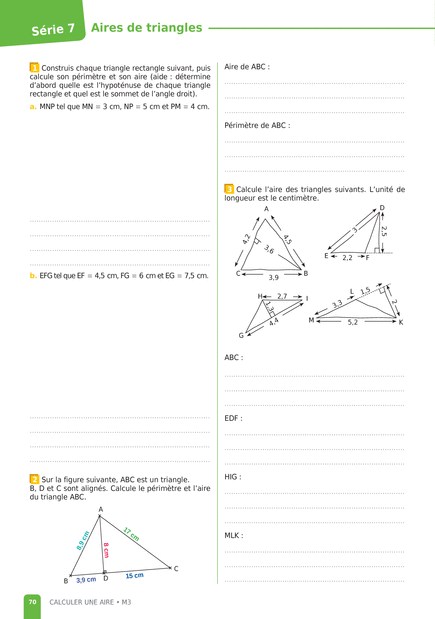 Série 7 Aires de triangles
1 Construis chaque triangle rectangle suivant, puis
calcule son périmètre et son aire (aide : détermine
d'abord quelle est l'hypoténuse de chaque triangle
rectangle et quel est le sommet de l'angle droit).
a. MNP tel que MN = 3 cm, NP = 5 cm et PM = 4 cm.
b. EFG tel que EF = 4,5 cm, FG = 6 cm et EG = 7,5 cm.
2 Sur la figure suivante, ABC est un triangle.
B, D et C sont alignés. Calcule le périmètre et l'aire
du triangle ABC.
A
8,9 cm
17 cm
8 cm
B
3,9 cm
D
15 cm
C
Aire de ABC :
Périmètre de ABC :
3 Calcule l'aire des triangles suivants. L'unité de
longueur est le centimètre.
A
4,2
4,5
3,6
C
B
3,9
D
3
2,5
E
2,2
F
H
2,7
I
1,3
4,4
G
L
1,5
3,3
2
M
5,2
K
ABC :
EDF :
HIG :
MLK :
70 CALCULER UNE AIRE • M3